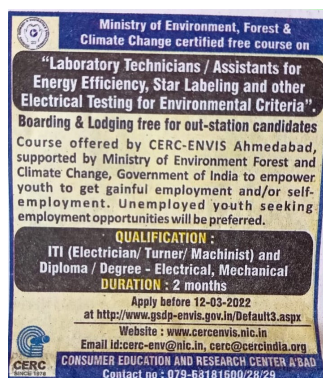 Ministry of Environment, Forest &
Climate Change certified free course on
"Laboratory Technicians / Assistants for
Energy Efficiency, Star Labeling and other
Electrical Testing for Environmental Criteria".
Boarding & Lodging free for out-station candidates
Course offered by CERC-ENVIS Ahmedabad,
supported by Ministry of Environment Forest and
Climate Change, Government of India to empower
youth to get gainful employment and/or self-
employment. Unemployed youth seeking
employment opportunities will be preferred.
QUALIFICATION :
ITI (Electrician/ Turner/ Machinist) and
Diploma / Degree - Electrical, Mechanical
DURATION : 2 months
Apply before 12-03-2022
at http://www.gsdp-envis.gov.in/Default3.aspx
Website : www.cercenvis.nic.in
Email Id:cerc-env@nic.in, cerc@cercindia.org
CERC
SINCE 1978
CONSUMER EDUCATION AND RESEARCH CENTER A'BAD
Contact no : 079-68181600/28/29